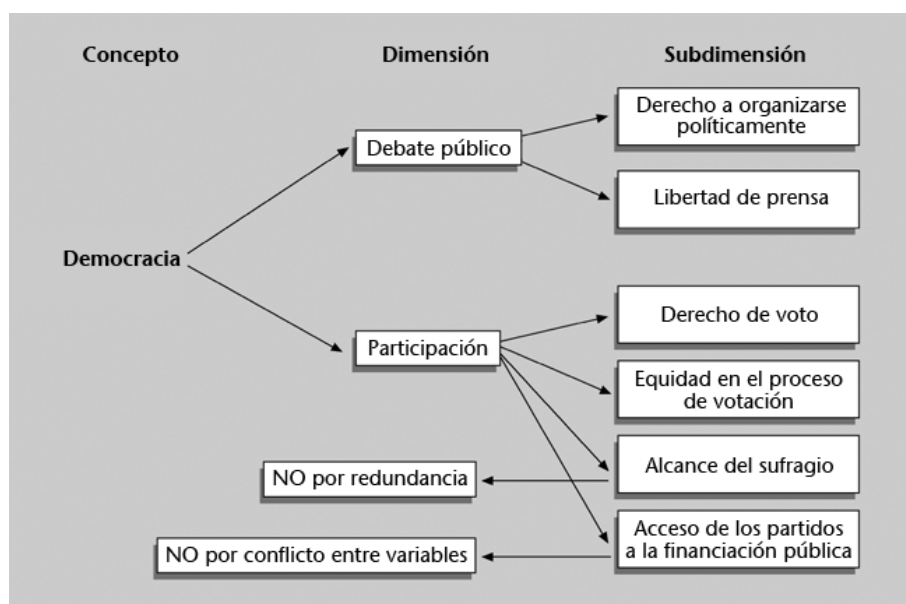 Concepto Dimensión Subdimensión
Derecho a organizarse
políticamente
Debate público
Libertad de prensa
Democracia
Derecho de voto
Participación
Equidad en el proceso
de votación
Alcance del sufragio
NO por redundancia
Acceso de los partidos
a la financiación pública
NO por conflicto entre variables